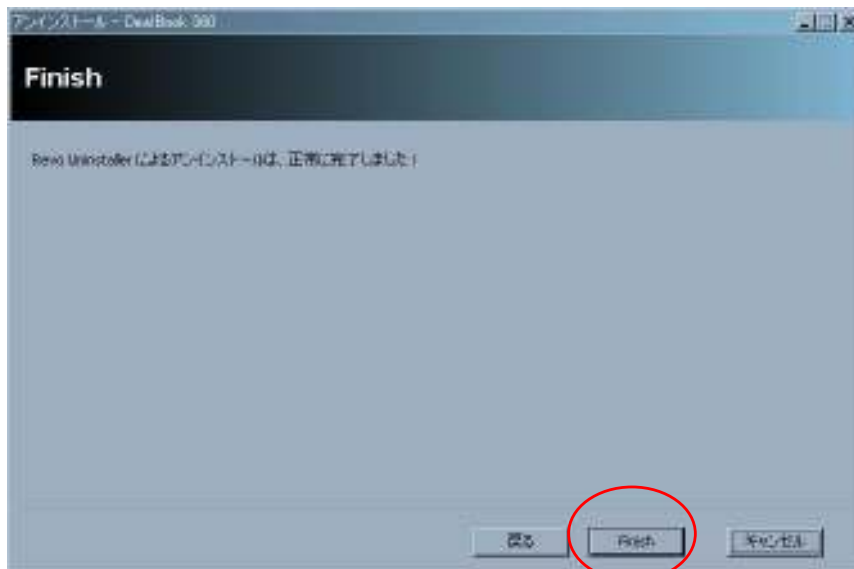 アンインストール - DealBook 360
Finish
Revo Uninstaller によるアンインストールは、正常に完了しました！
戻る
Finish
キャンセル